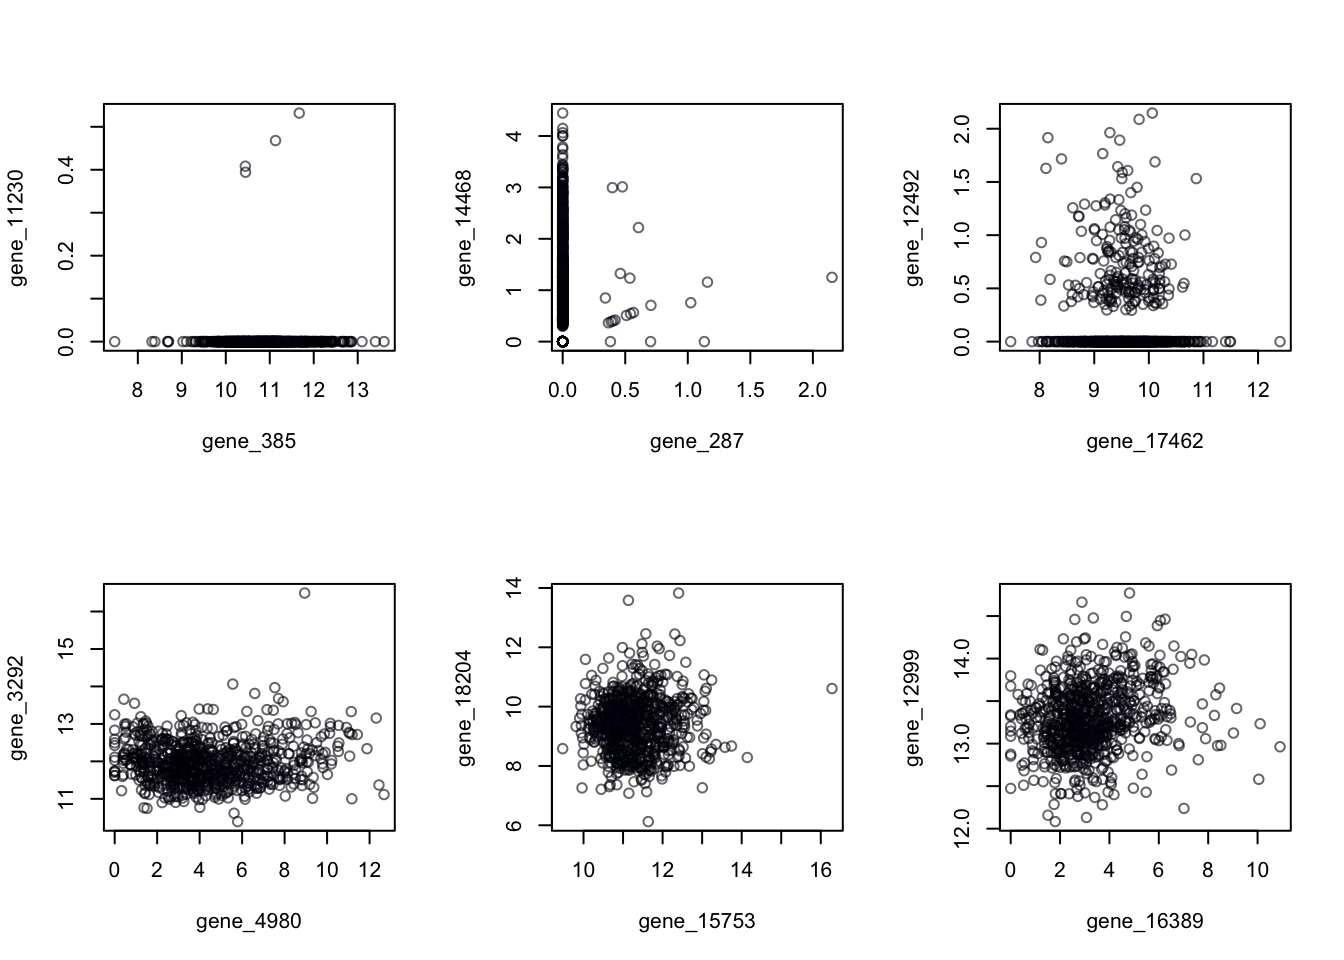 gene_11230
0.0 0.2 0.4
8 9 10 11 12 13
gene_385
gene_14468
0 1 2 3 4
0.0 0.5 1.0 2.0
gene_287
gene_12492
0.0 0.5 1.0 1.5 2.0
8 9 10 11 12
gene_17462
gene_3292
11 13 15
0 2 4 6 8 10 12
gene_4980
gene_18204
6 8 10 12 14
10 12 14 16
gene_15753
gene_12999
12.0 13.0 14.0
0 2 4 6 8 10
gene_16389